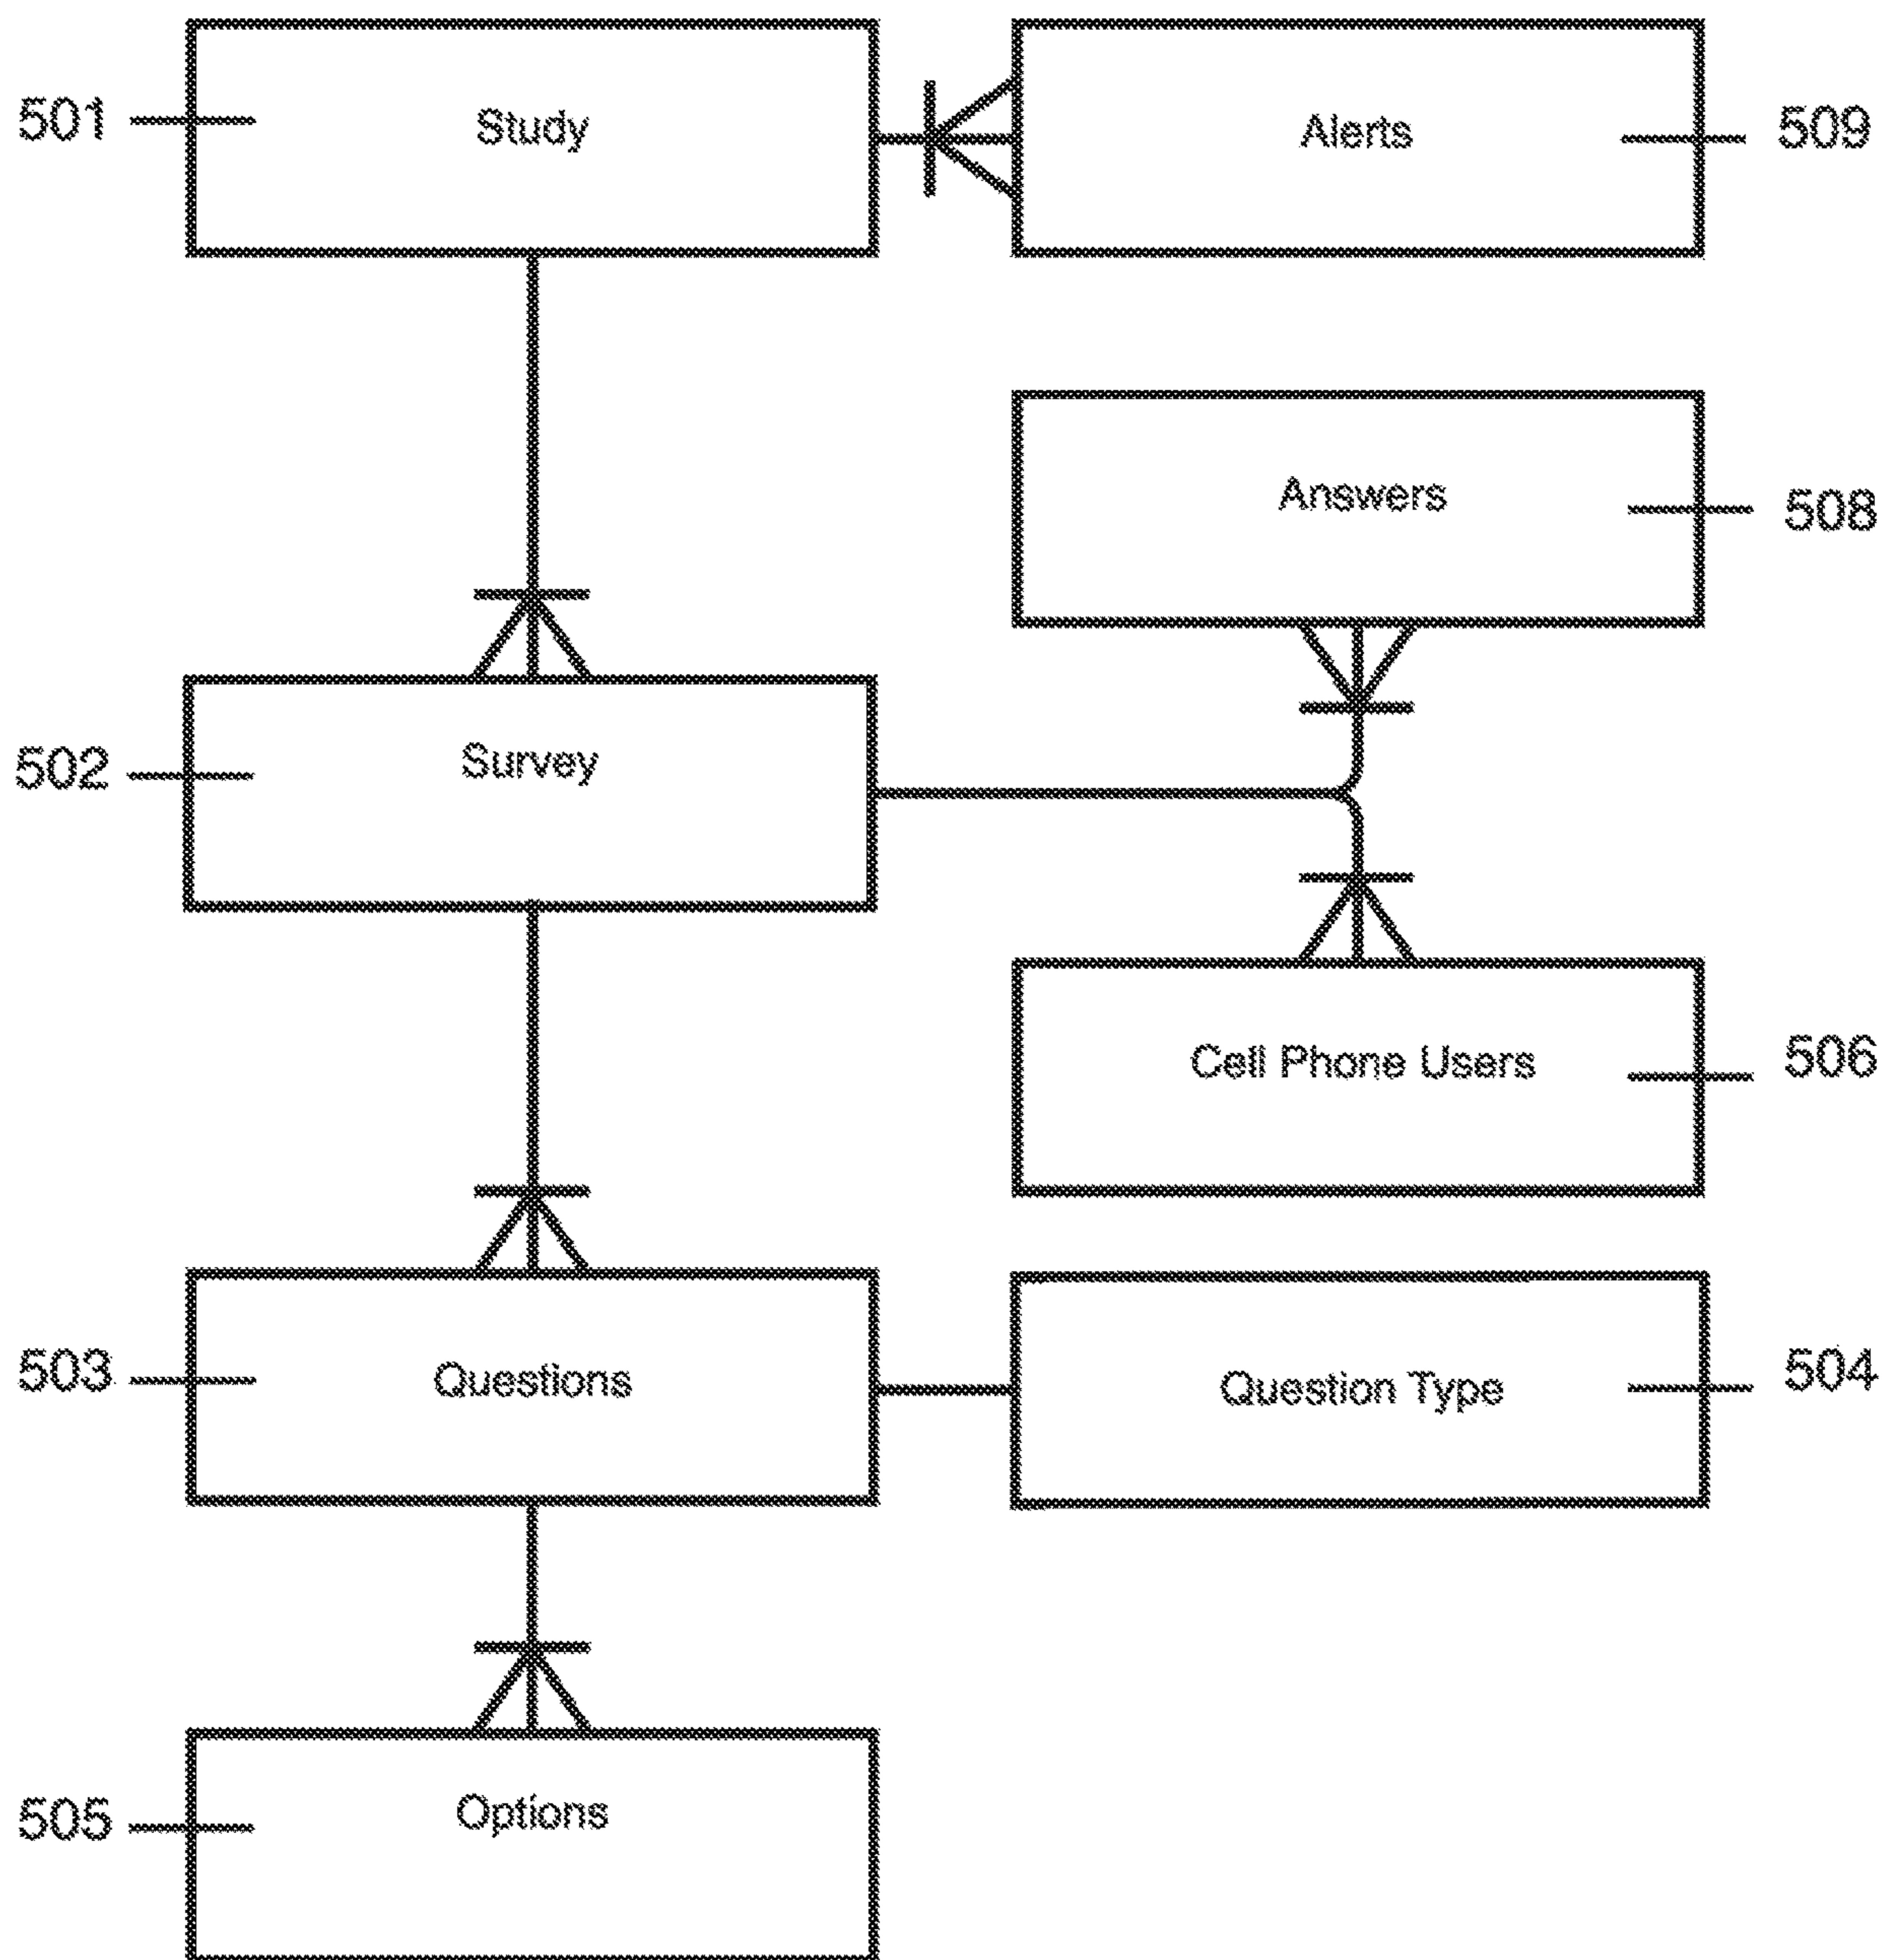 501
Study
Alerts
509
Answers
508
502
Survey
Cell Phone Users
506
503
Questions
Question Type
504
505
Options